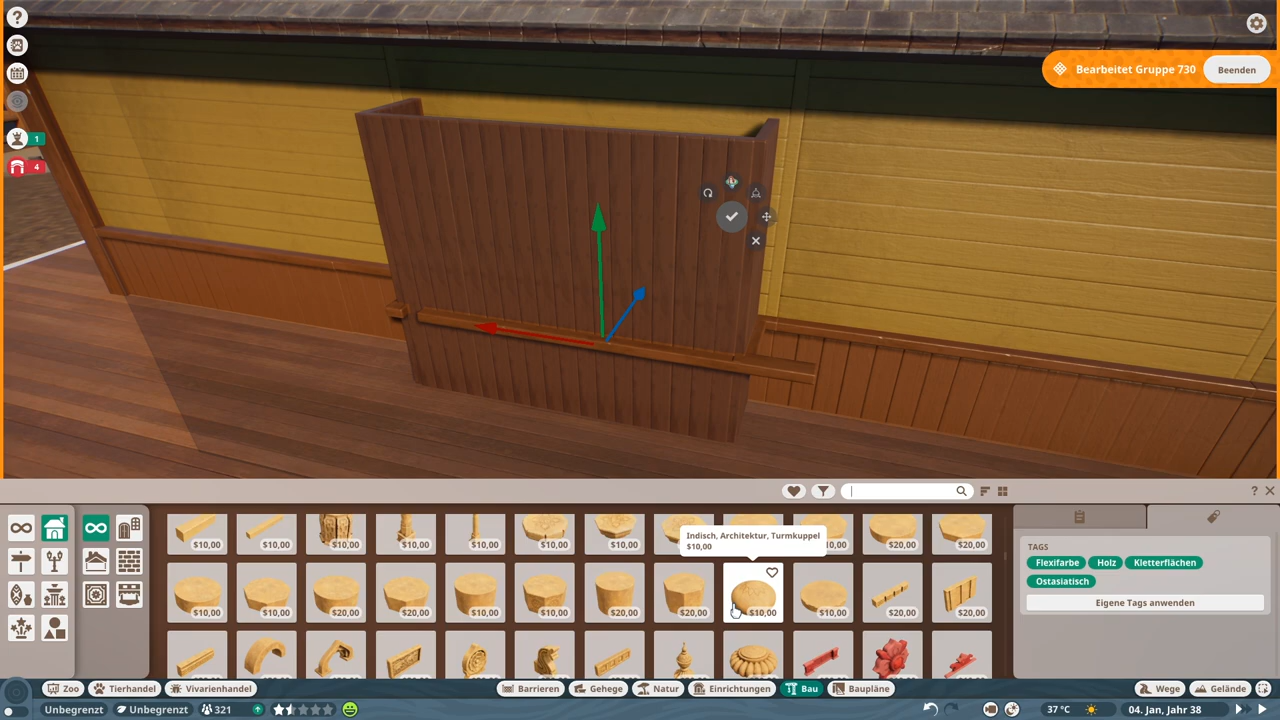 ?
1
4
Bearbeitet Gruppe 730
Beenden
? ×
$10,00 $10,00 $10,00 $10,00 $10,00 $10,00 $10,00 $10,00 $20,00 $20,00
Indisch, Architektur, Turmkuppel
$10,00
$10,00 $10,00 $20,00 $20,00 $10,00 $10,00 $20,00 $20,00 $10,00 $10,00 $20,00 $20,00
TAGS
Flexifarbe Holz Kletterflächen
Ostasiatisch
Eigene Tags anwenden
Zoo Tierhandel Vivarienhandel Barrieren Gehege Natur Einrichtungen Bau Baupläne Wege Gelände
Unbegrenzt Unbegrenzt 321 37 °C 04. Jan, Jahr 38